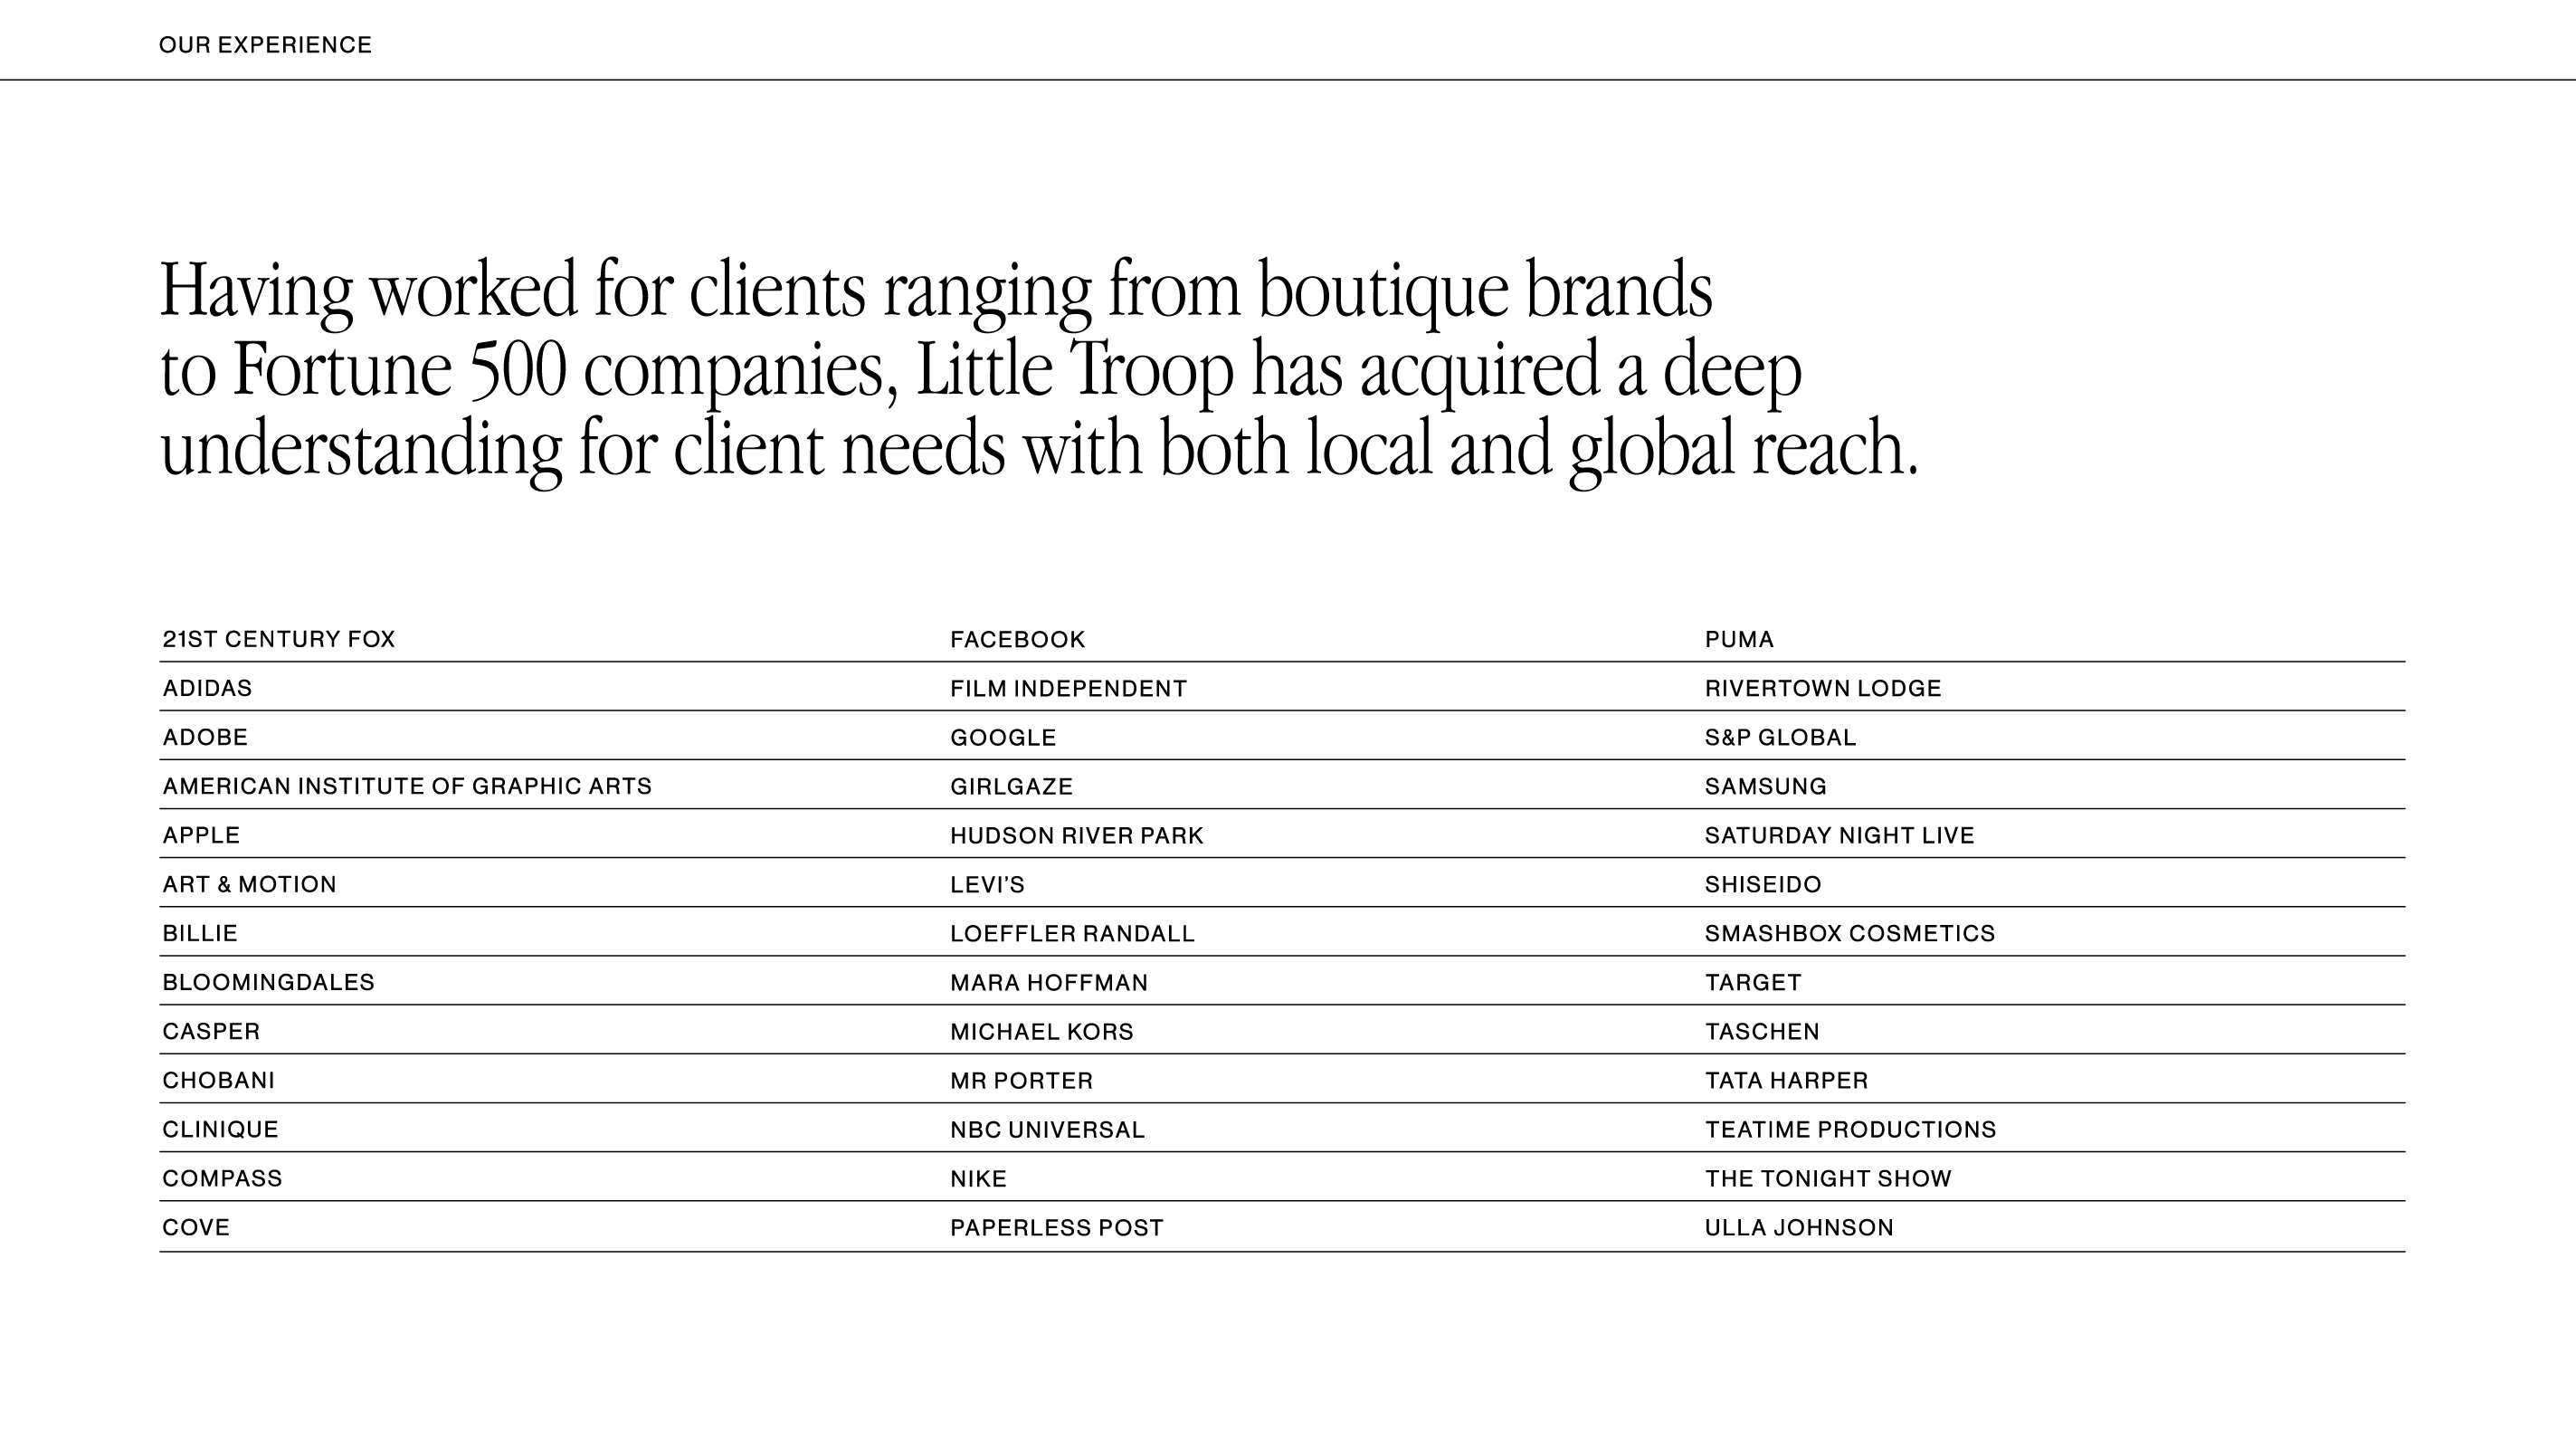 OUR EXPERIENCE
Having worked for clients ranging from boutique brands
to Fortune 500 companies, Little Troop has acquired a deep
understanding for client needs with both local and global reach.
21ST CENTURY FOX FACEBOOK PUMA
ADIDAS FILM INDEPENDENT RIVERTOWN LODGE
ADOBE GOOGLE S&P GLOBAL
AMERICAN INSTITUTE OF GRAPHIC ARTS GIRLGAZE SAMSUNG
APPLE HUDSON RIVER PARK SATURDAY NIGHT LIVE
ART & MOTION LEVI’S SHISEIDO
BILLIE LOEFFLER RANDALL SMASHBOX COSMETICS
BLOOMINGDALES MARA HOFFMAN TARGET
CASPER MICHAEL KORS TASCHEN
CHOBANI MR PORTER TATA HARPER
CLINIQUE NBC UNIVERSAL TEATIME PRODUCTIONS
COMPASS NIKE THE TONIGHT SHOW
COVE PAPERLESS POST ULLA JOHNSON